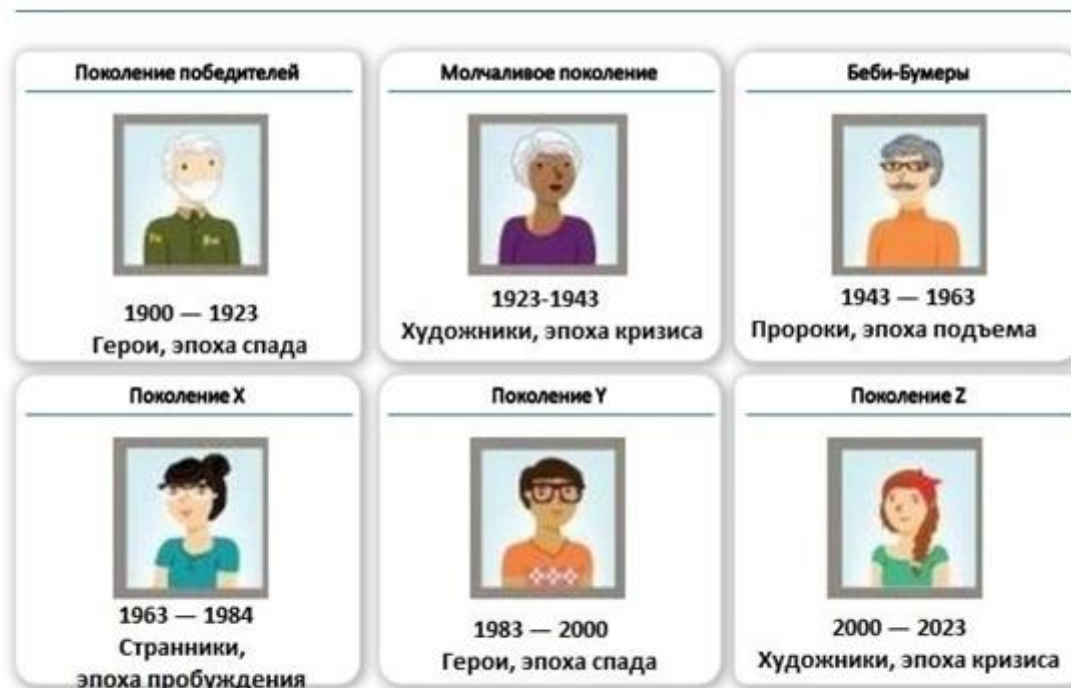 Поколение победителей
1900 — 1923
Герои, эпоха спада
Молчаливое поколение
1923-1943
Художники, эпоха кризиса
Беби-Бумеры
1943 — 1963
Пророки, эпоха подъема
Поколение X
1963 — 1984
Странники,
эпоха пробуждения
Поколение Y
1983 — 2000
Герои, эпоха спада
Поколение Z
2000 — 2023
Художники, эпоха кризиса